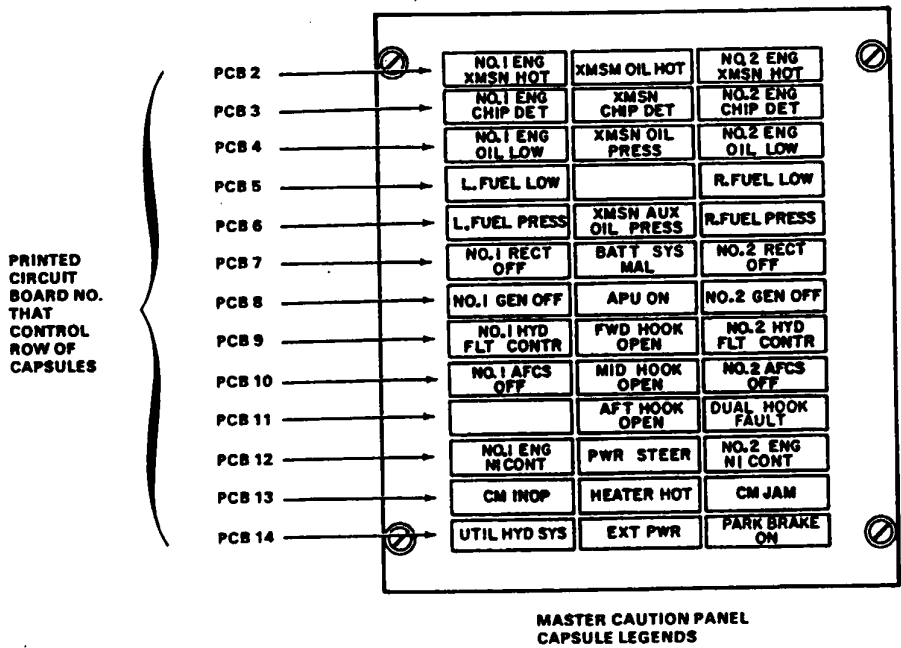 PCB 2
NO.1 ENG
XMSN HOT
XMSM OIL HOT
NO.2 ENG
XMSN HOT
PCB 3
NO.1 ENG
CHIP DET
XMSN
CHIP DET
NO.2 ENG
CHIP DET
PCB 4
NO.1 ENG
OIL LOW
XMSN OIL
PRESS
NO.2 ENG
OIL LOW
PCB 5
L.FUEL LOW
R.FUEL LOW
PCB 6
L.FUEL PRESS
XMSN AUX
OIL PRESS
R.FUEL PRESS
PCB 7
NO.1 RECT
OFF
BATT SYS
MAL
NO.2 RECT
OFF
PCB 8
NO.1 GEN OFF
APU ON
NO.2 GEN OFF
PCB 9
NO.1 HYD
FLT CONTR
FWD HOOK
OPEN
NO.2 HYD
FLT CONTR
PCB 10
NO.1 AFCS
OFF
MID HOOK
OPEN
NO.2 AFCS
OFF
PCB 11
AFT HOOK
OPEN
DUAL HOOK
FAULT
PCB 12
NO.1 ENG
N1 CONT
PWR STEER
NO.2 ENG
N1 CONT
PCB 13
CM INOP
HEATER HOT
CM JAM
PCB 14
UTIL HYD SYS
EXT PWR
PARK BRAKE
ON
PRINTED
CIRCUIT
BOARD NO.
THAT
CONTROL
ROW OF
CAPSULES
MASTER CAUTION PANEL
CAPSULE LEGENDS